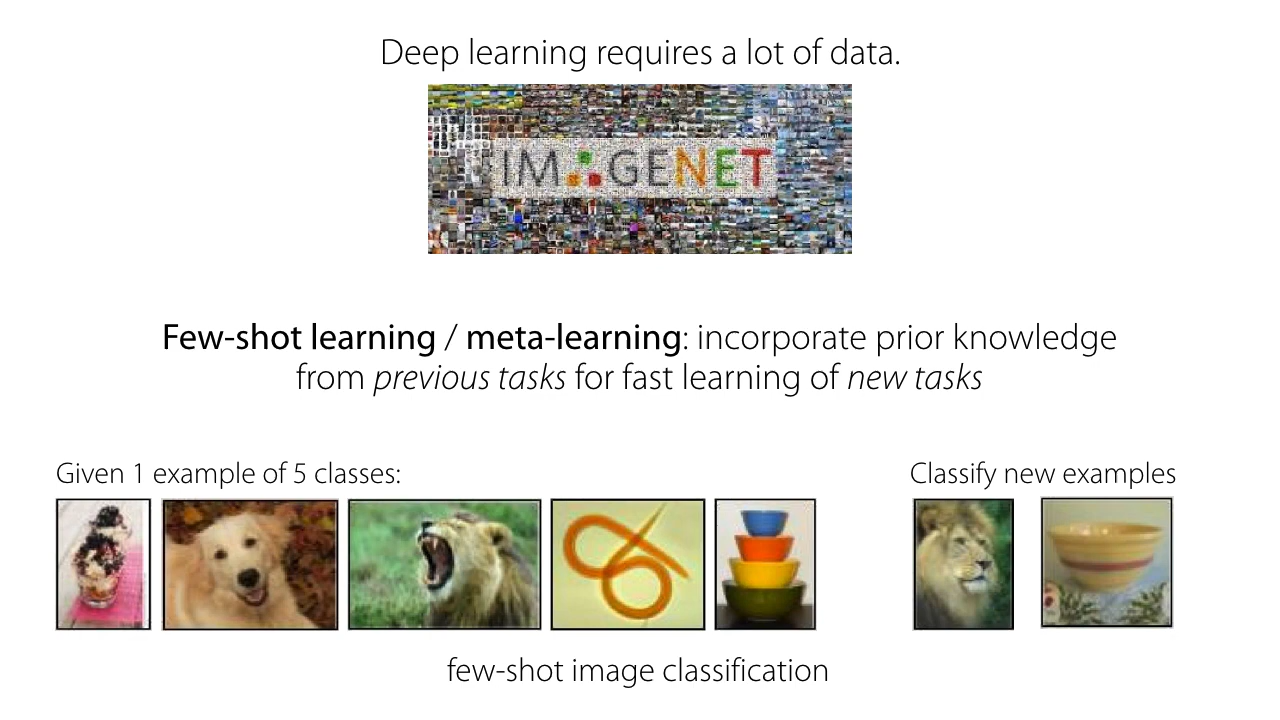 Deep learning requires a lot of data.
IMAGENET
Few-shot learning / meta-learning: incorporate prior knowledge
from previous tasks for fast learning of new tasks
Given 1 example of 5 classes:
Classify new examples
few-shot image classification